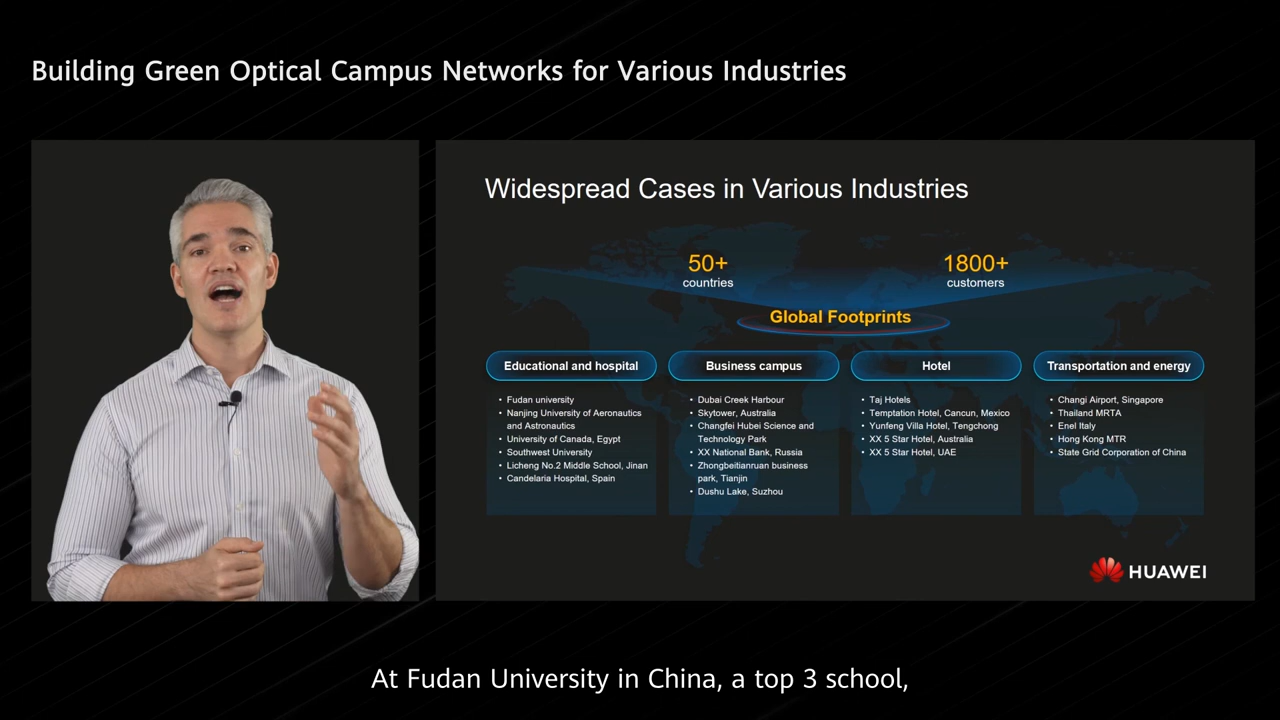 Building Green Optical Campus Networks for Various Industries
Widespread Cases in Various Industries
50+
countries
1800+
customers
Global Footprints
Educational and hospital
• Fudan university
• Nanjing University of Aeronautics
and Astronautics
• University of Canada, Egypt
• Southwest University
• Licheng No.2 Middle School, Jinan
• Candelaria Hospital, Spain
Business campus
• Dubai Creek Harbour
• Skytower, Australia
• Changfei Hubei Science and
Technology Park
• XX National Bank, Russia
• Zhongbeitianruan business
park, Tianjin
• Dushu Lake, Suzhou
Hotel
• Taj Hotels
• Temptation Hotel, Cancun, Mexico
• Yunfeng Villa Hotel, Tengchong
• XX 5 Star Hotel, Australia
• XX 5 Star Hotel, UAE
Transportation and energy
• Changi Airport, Singapore
• Thailand MRTA
• Enel Italy
• Hong Kong MTR
• State Grid Corporation of China
HUAWEI
At Fudan University in China, a top 3 school,